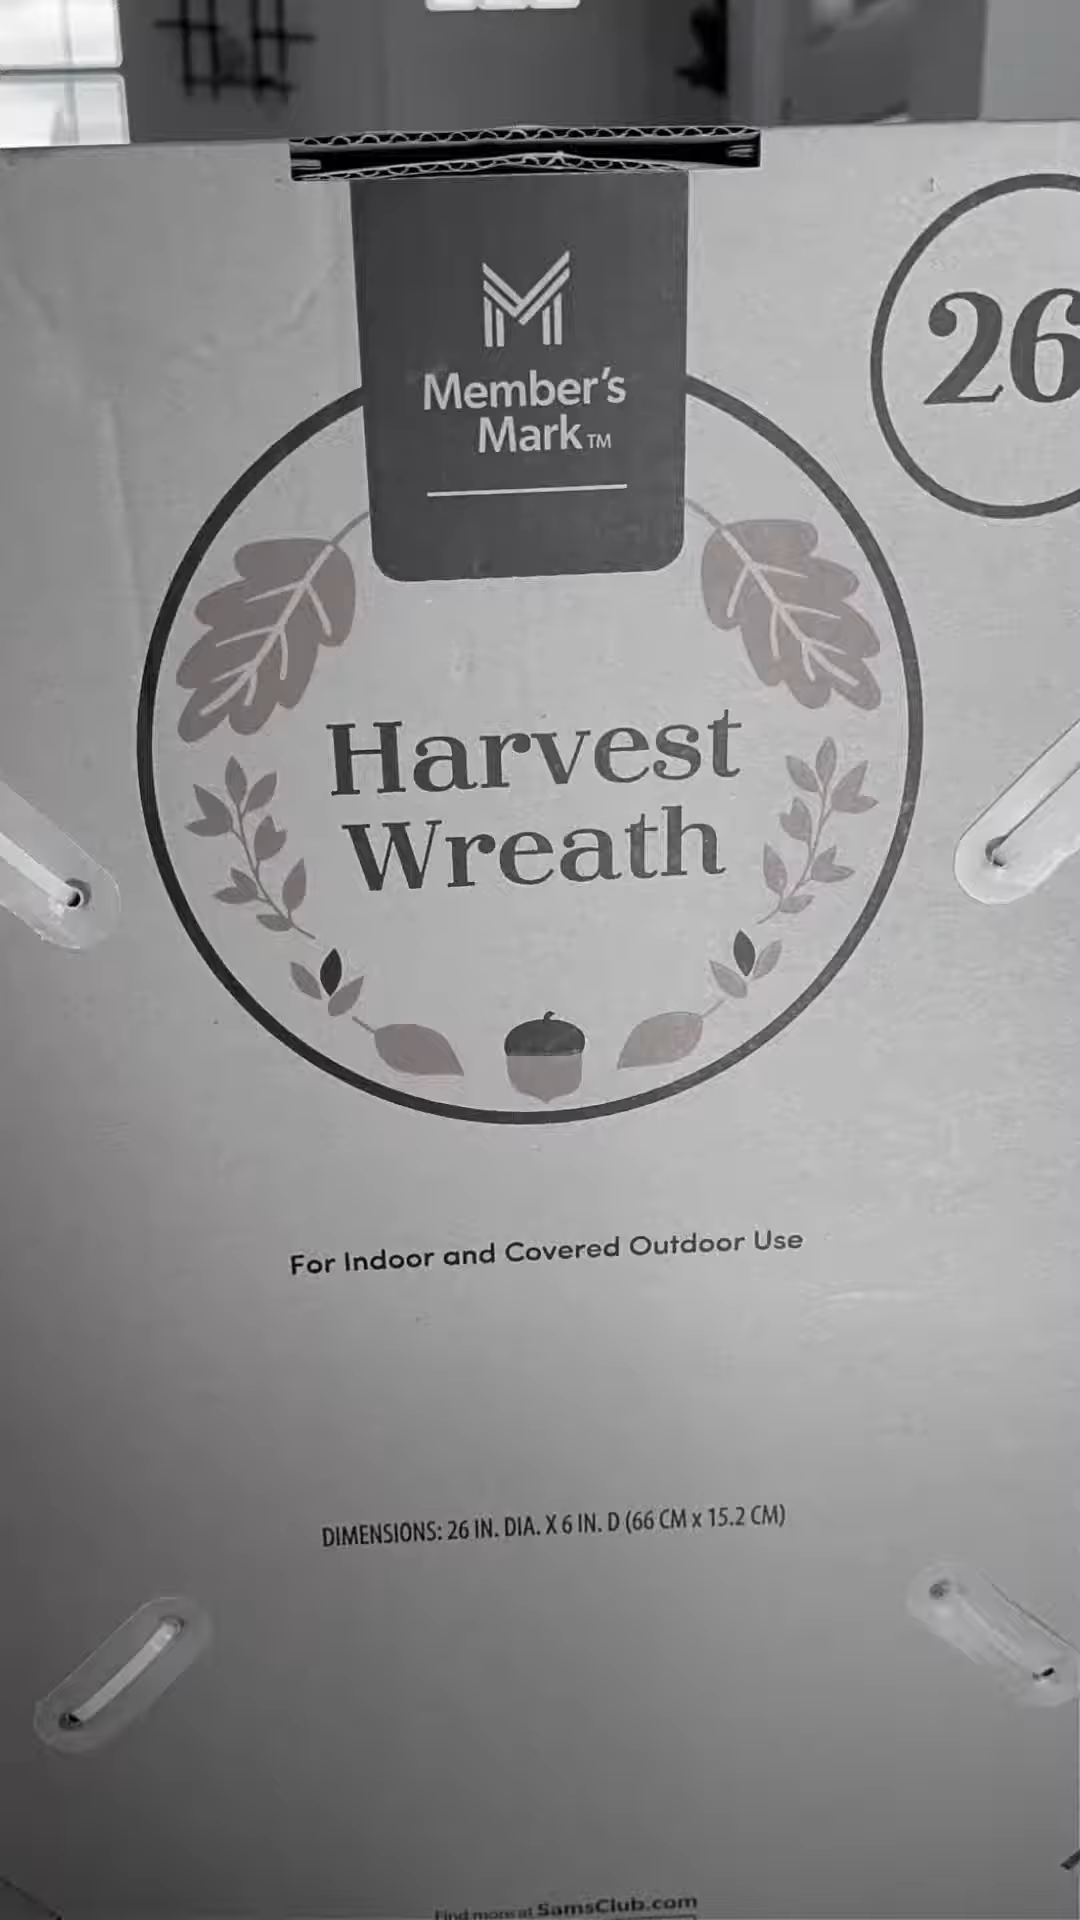 Member's
Mark TM
26
Harvest
Wreath
For Indoor and Covered Outdoor Use
DIMENSIONS: 26 IN. DIA. X 6 IN. D (66 CM x 15.2 CM)
Find more at SamsClub.com